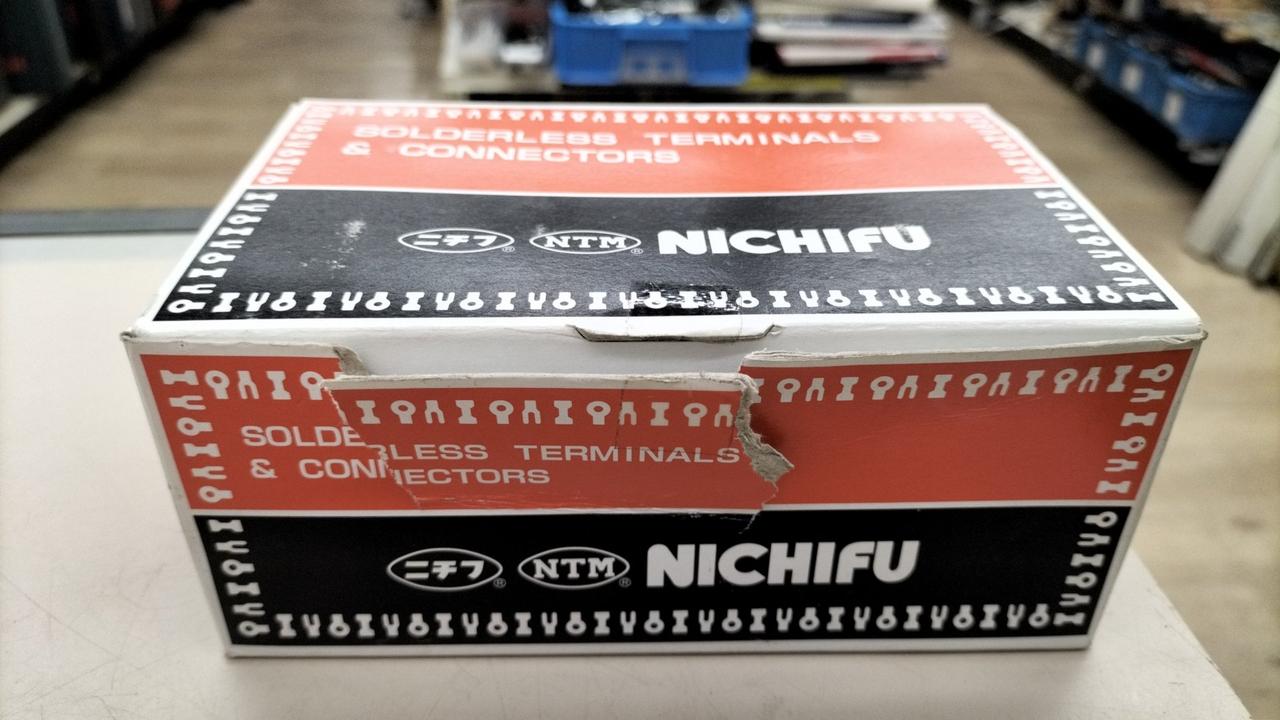 SOLDERLESS TERMINALS
& CONNECTORS
ニチフ® NTM® NICHIFU
SOLDERLESS TERMINALS
& CONNECTORS
ニチフ® NTM® NICHIFU